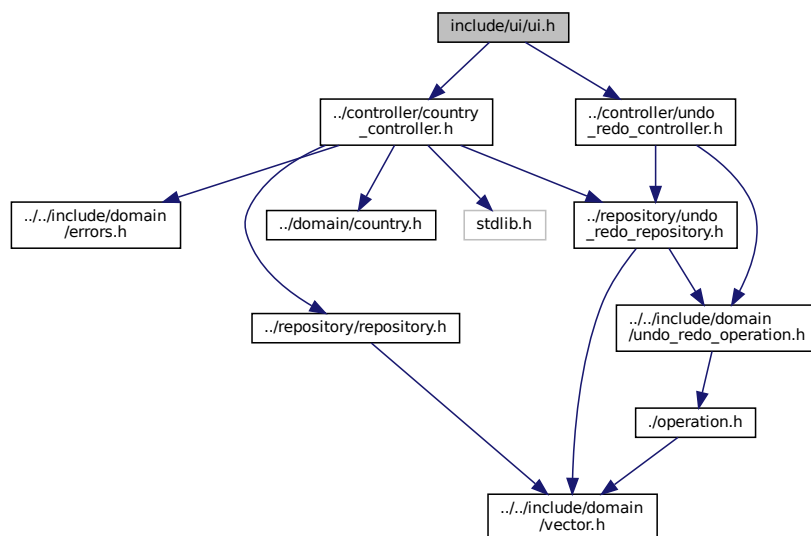 include/ui/ui.h
../controller/country
_controller.h
../controller/undo
_redo_controller.h
../../include/domain
/errors.h
../domain/country.h
stdlib.h
../repository/undo
_redo_repository.h
../repository/repository.h
../../include/domain
/undo_redo_operation.h
./operation.h
../../include/domain
/vector.h